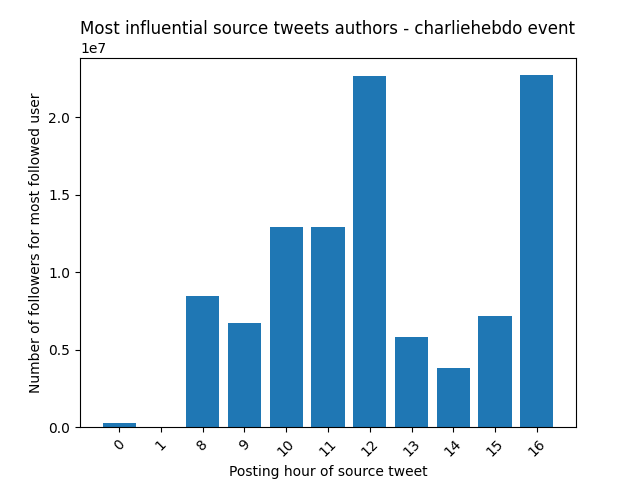 Most influential source tweets authors - charliehebdo event
1e7
Number of followers for most followed user
2.0
1.5
1.0
0.5
0.0
0 1 8 9 10 11 12 13 14 15 16
Posting hour of source tweet